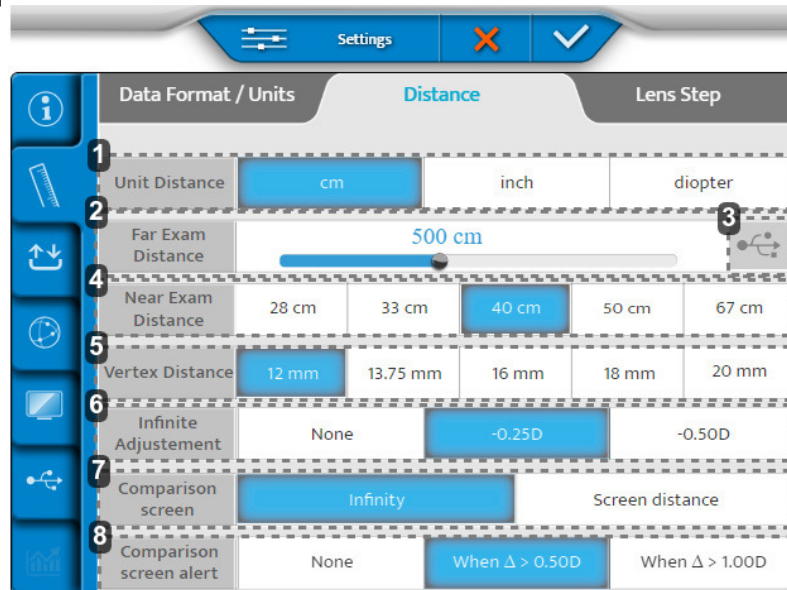 Settings
Data Format / Units
Distance
Lens Step
1
Unit Distance
cm
inch
diopter
2
Far Exam
Distance
500 cm
3
4
Near Exam
Distance
28 cm
33 cm
40 cm
50 cm
67 cm
5
Vertex Distance
12 mm
13.75 mm
16 mm
18 mm
20 mm
6
Infinite
Adjustement
None
-0.25D
-0.50D
7
Comparison
screen
Infinity
Screen distance
8
Comparison
screen alert
None
When Δ > 0.50D
When Δ > 1.00D